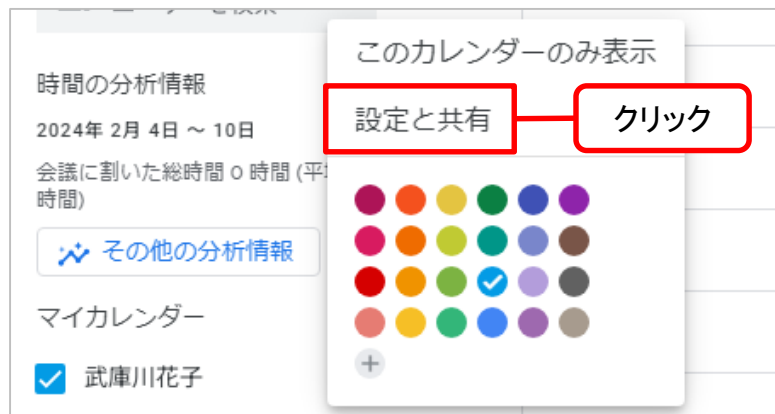 このカレンダーのみ表示
設定と共有
クリック
時間の分析情報
2024年 2月 4日 ~ 10日
会議に割いた総時間 0 時間 (平
時間)
その他の分析情報
マイカレンダー
武庫川花子